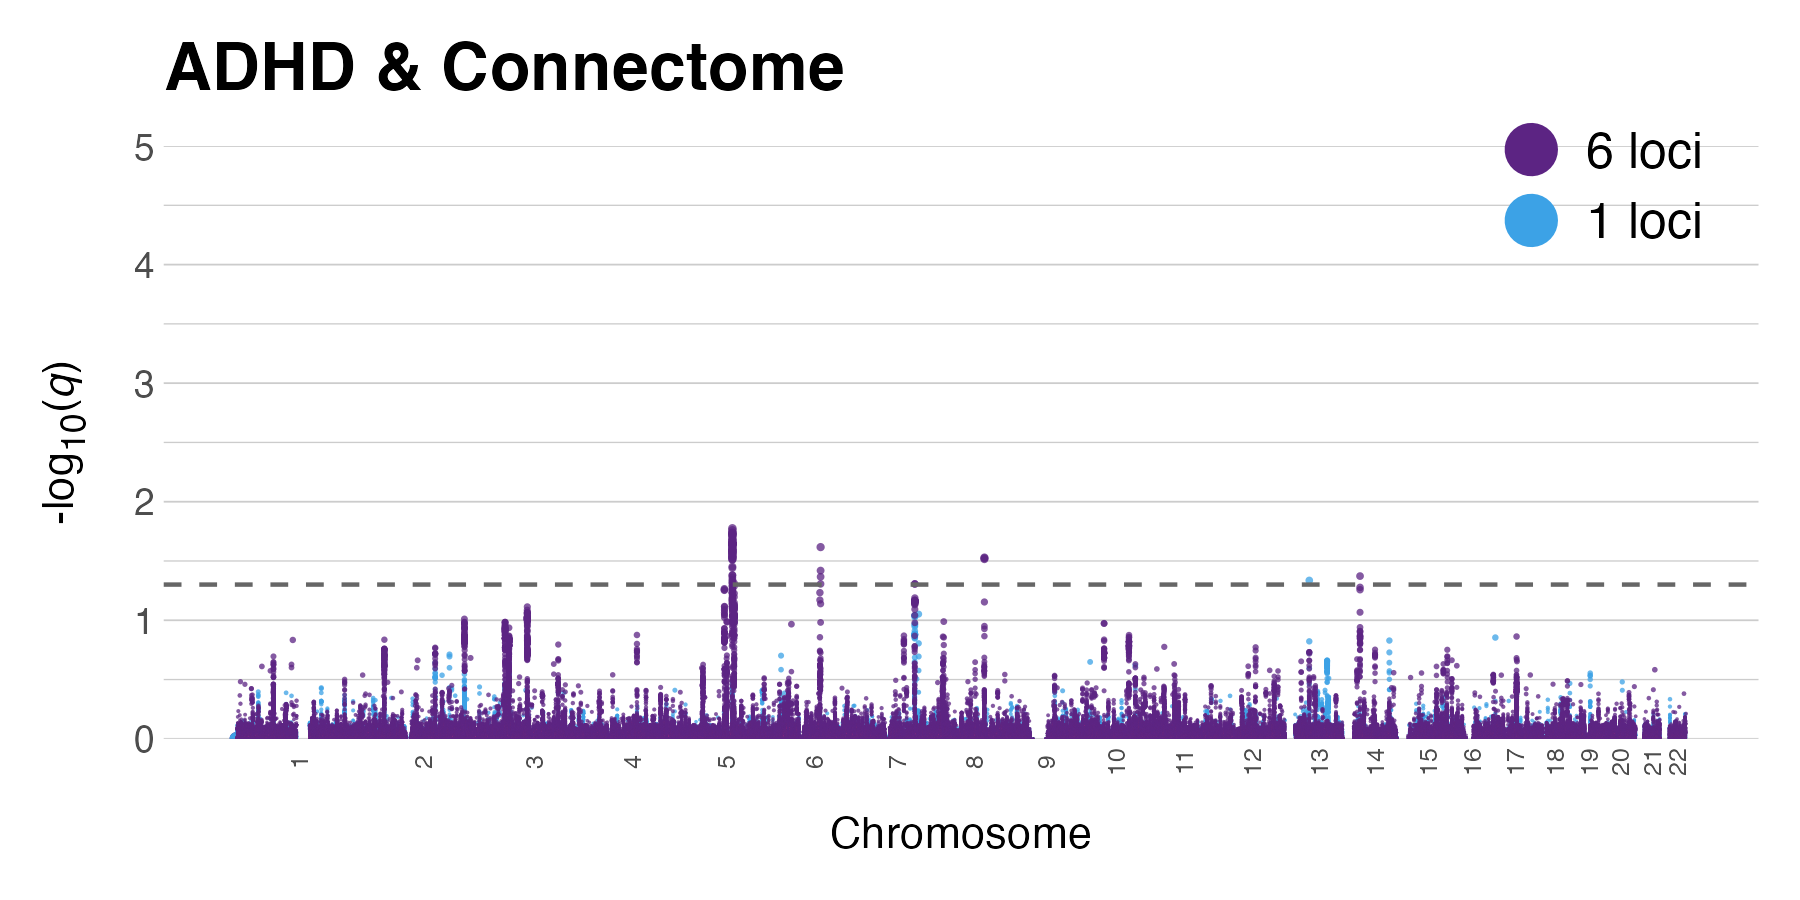 ADHD & Connectome
6 loci
1 loci
5
4
3
2
1
0
-log10(q)
1 2 3 4 5 6 7 8 9 10 11 12 13 14 15 16 17 18 19 20 21 22
Chromosome